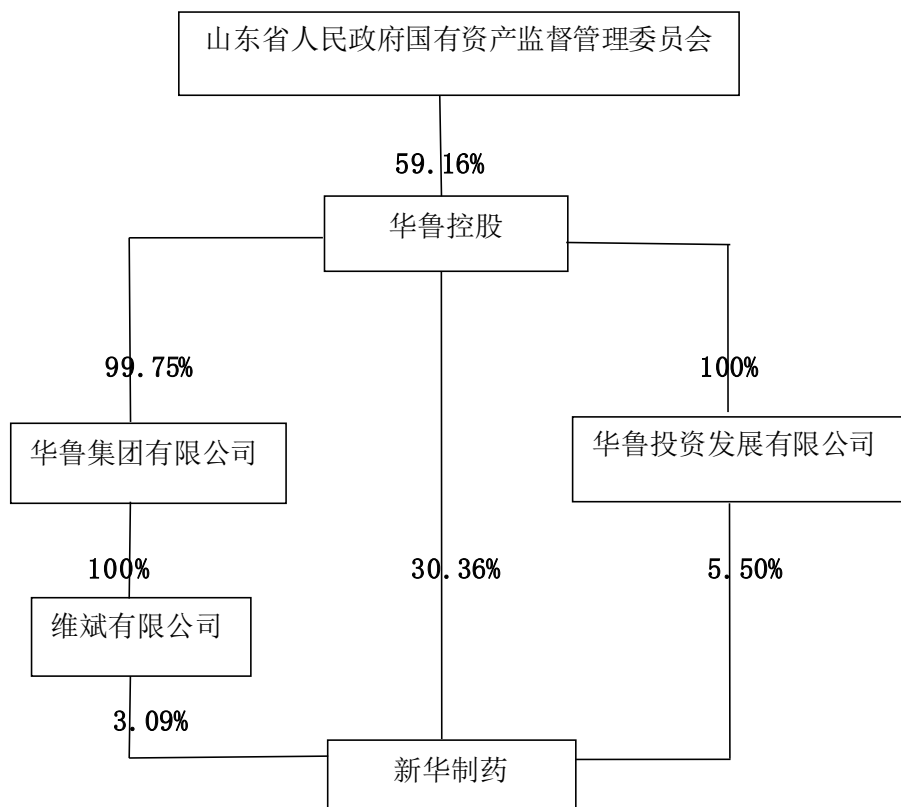 山东省人民政府国有资产监督管理委员会
59.16%
华鲁控股
99.75%
100%
华鲁集团有限公司
华鲁投资发展有限公司
100%
30.36%
5.50%
维斌有限公司
3.09%
新华制药